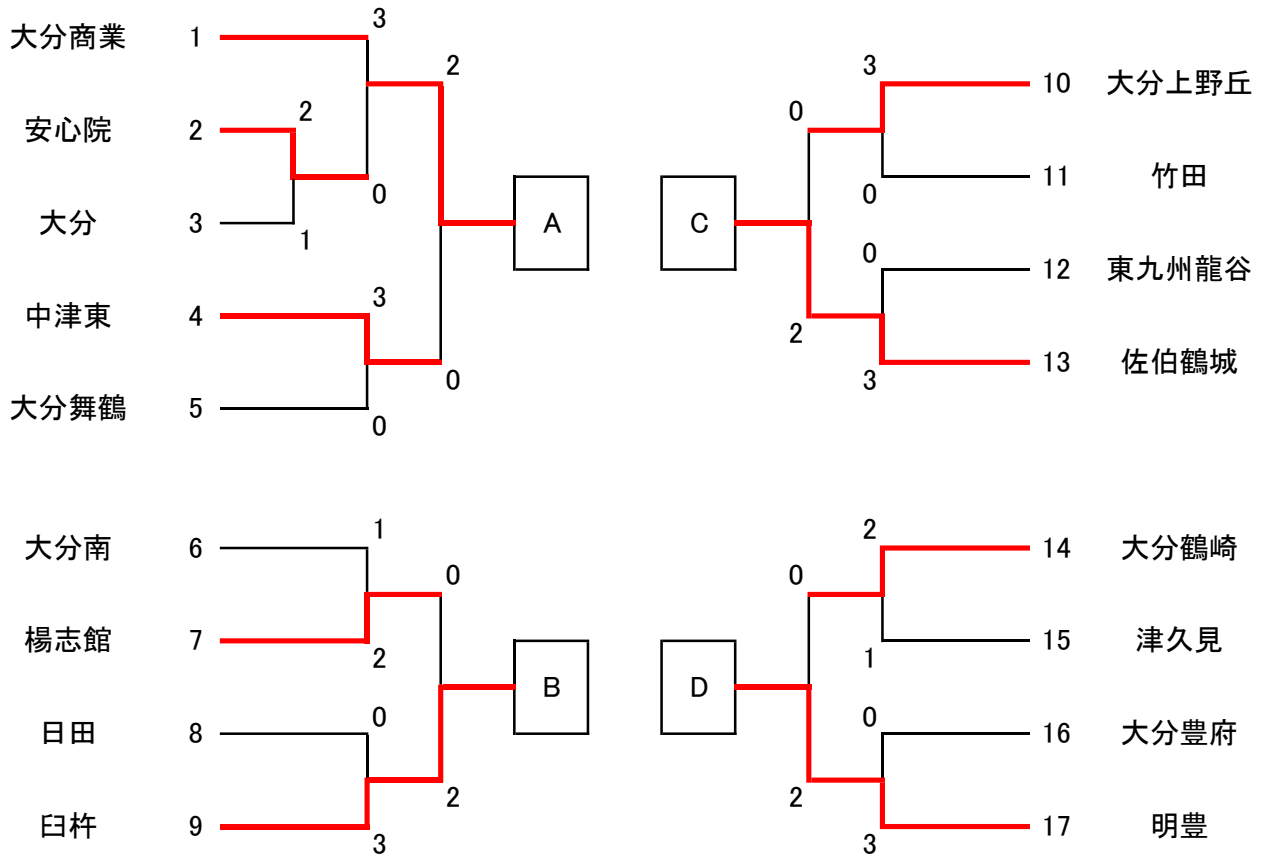 大分商業 1 3
2
安心院 2 2
0
大分 3 1
A
中津東 4 3
0
大分舞鶴 5 0
3 10 大分上野丘
0
0 11 竹田
C
0 12 東九州龍谷
2
3 13 佐伯鶴城
大分南 6 1
0
楊志館 7 2
B
日田 8 0
2
臼杵 9 3
2 14 大分鶴崎
0
1 15 津久見
D
0 16 大分豊府
2
3 17 明豊